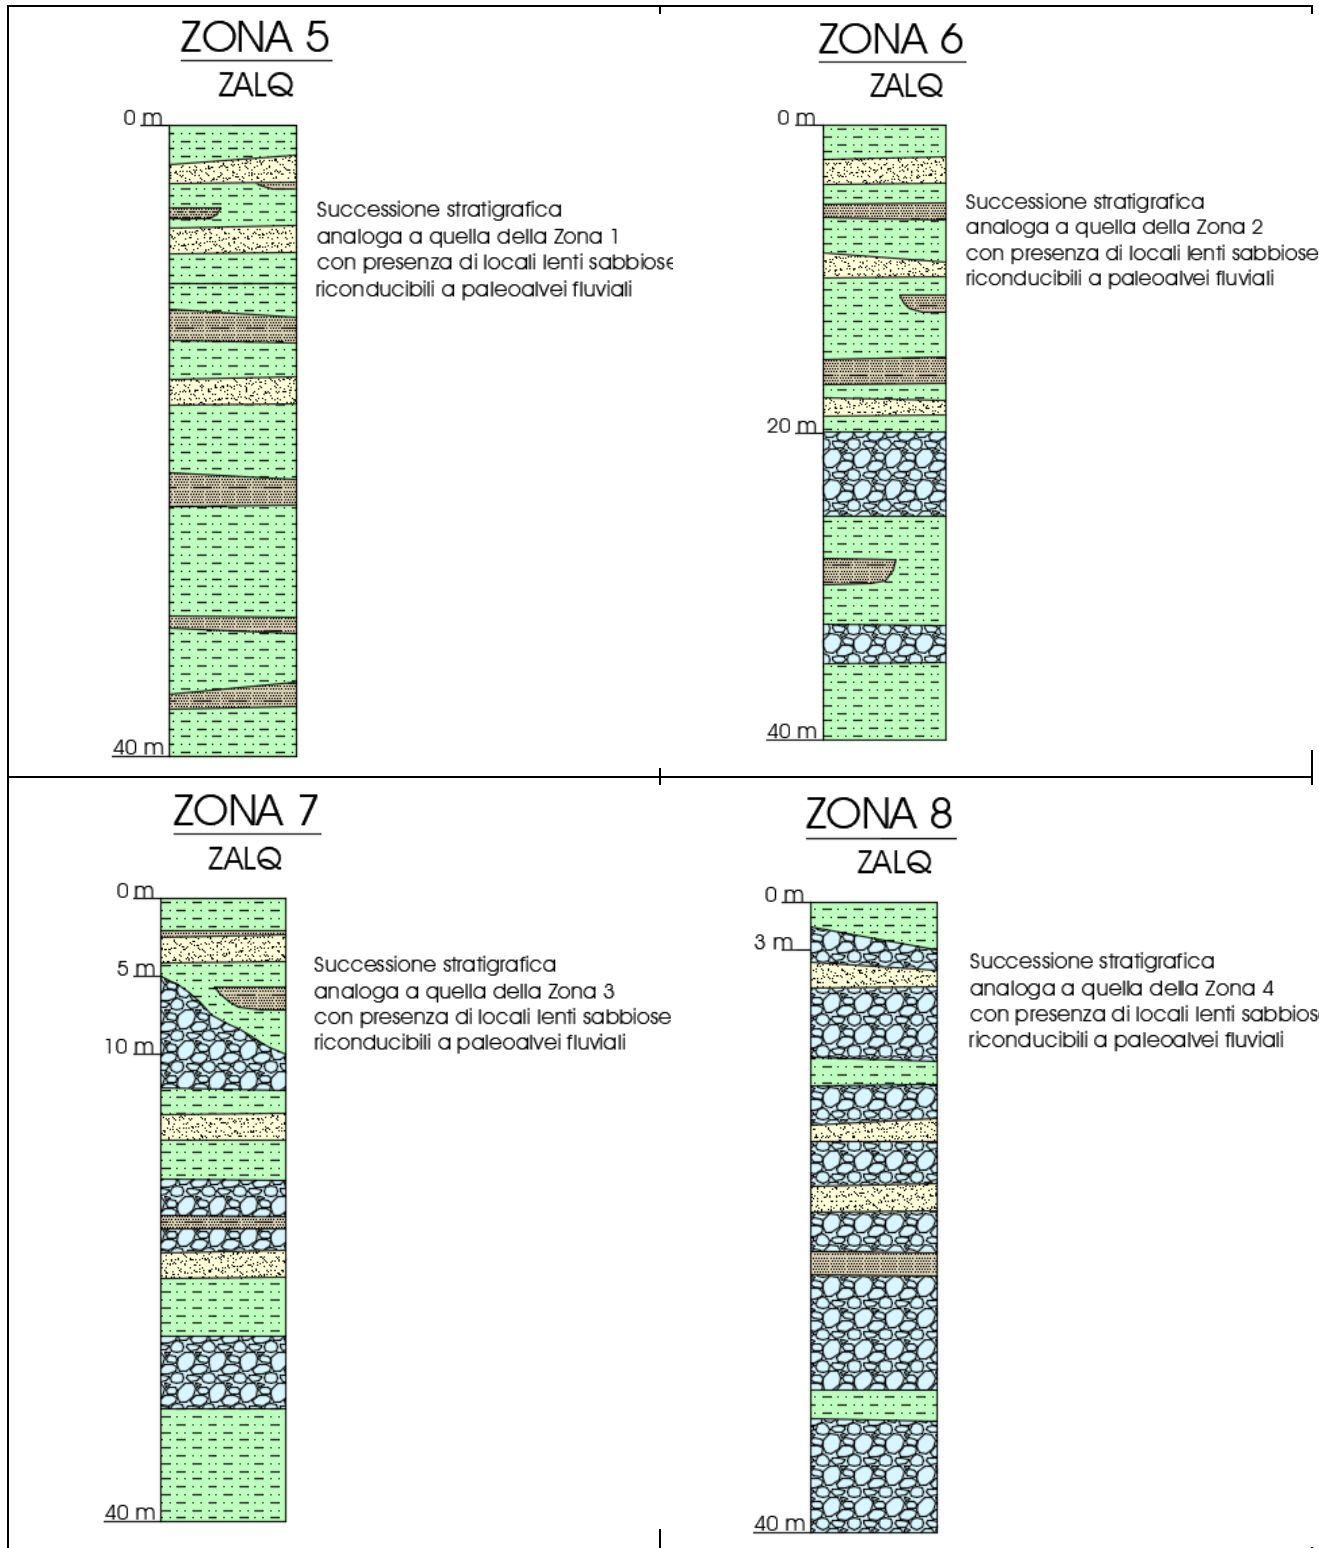 ZONA 5
ZALQ
0 m
Successione stratigrafica
analoga a quella della Zona 1
con presenza di locali lenti sabbiose
riconducibili a paleoalvei fluviali
40 m
ZONA 6
ZALQ
0 m
Successione stratigrafica
analoga a quella della Zona 2
con presenza di locali lenti sabbiose
riconducibili a paleoalvei fluviali
20 m
40 m
ZONA 7
ZALQ
0 m
5 m
Successione stratigrafica
analoga a quella della Zona 3
con presenza di locali lenti sabbiose
riconducibili a paleoalvei fluviali
10 m
40 m
ZONA 8
ZALQ
0 m
3 m
Successione stratigrafica
analoga a quella della Zona 4
con presenza di locali lenti sabbios
riconducibili a paleoalvei fluviali
40 m